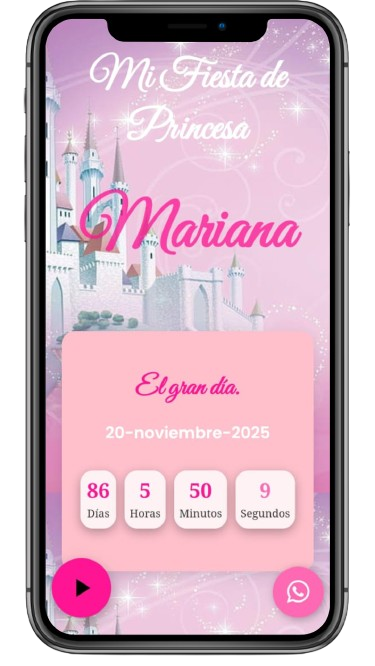 Mi Fiesta de
Princesa
Mariana
El gran día.
20-noviembre-2025
86 5 50 9
Días Horas Minutos Segundos